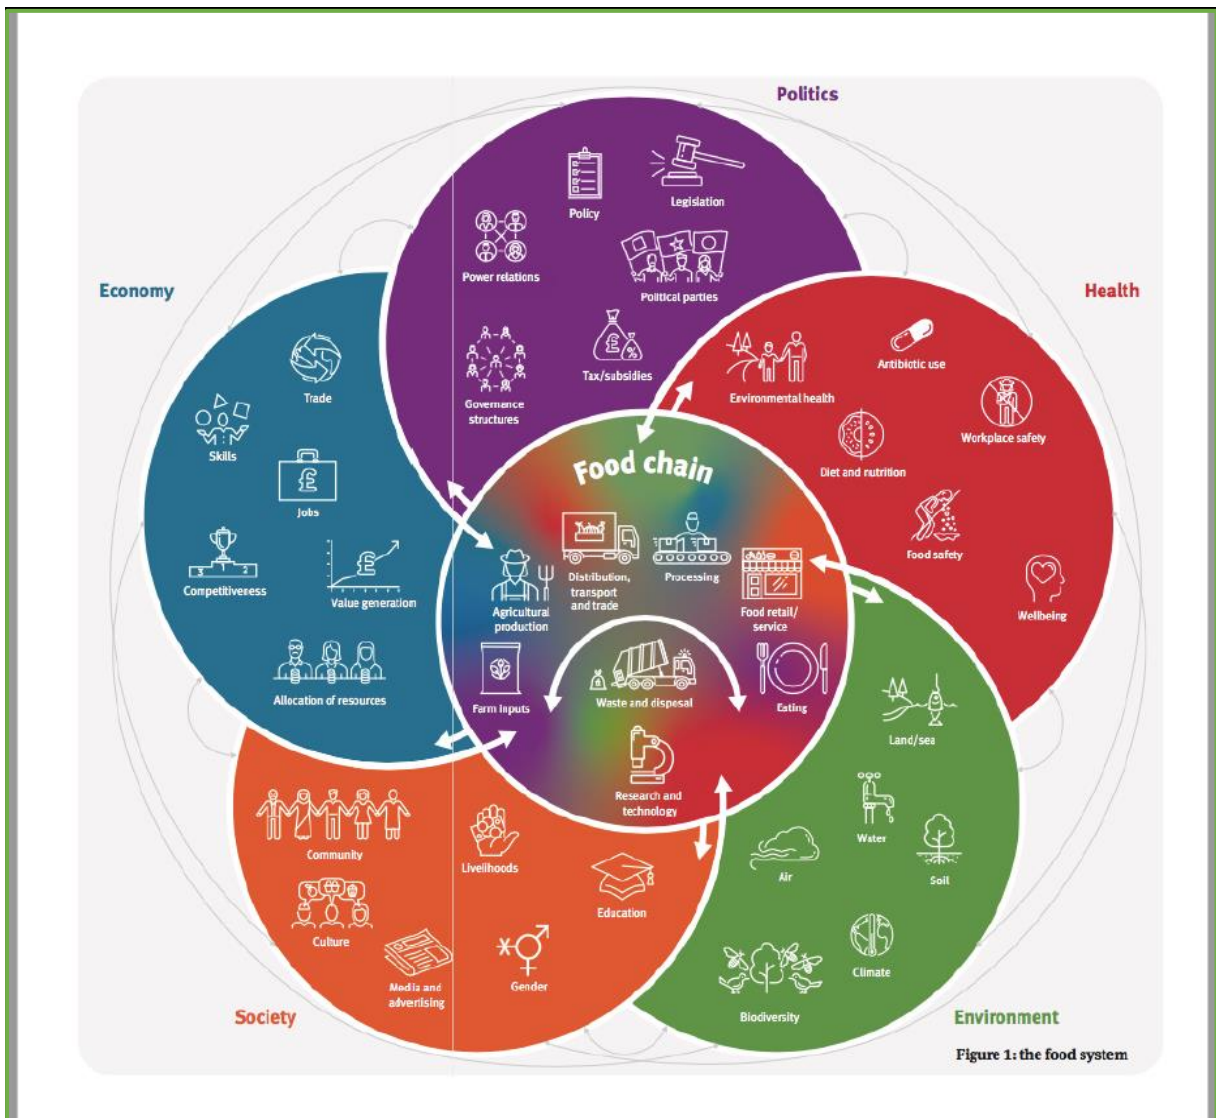 Politics
Policy
Legislation
Power relations
Political parties
Tax/subsidies
Governance
structures
Economy
Trade
Skills
£
Jobs
3 1 2
Competitiveness
£
Value generation
Allocation of resources
Health
Environmental health
Antibiotic use
Workplace safety
Diet and nutrition
Food safety
Wellbeing
Food chain
Agricultural
production
Distribution,
transport
and trade
Processing
Food retail/
service
Farm inputs
Waste and disposal
Eating
Research and
technology
Society
Community
Livelihoods
Education
Culture
Media and
advertising
Gender
Environment
Land/sea
Water
Air
Soil
Climate
Biodiversity
£
%
Figure 1: the food system